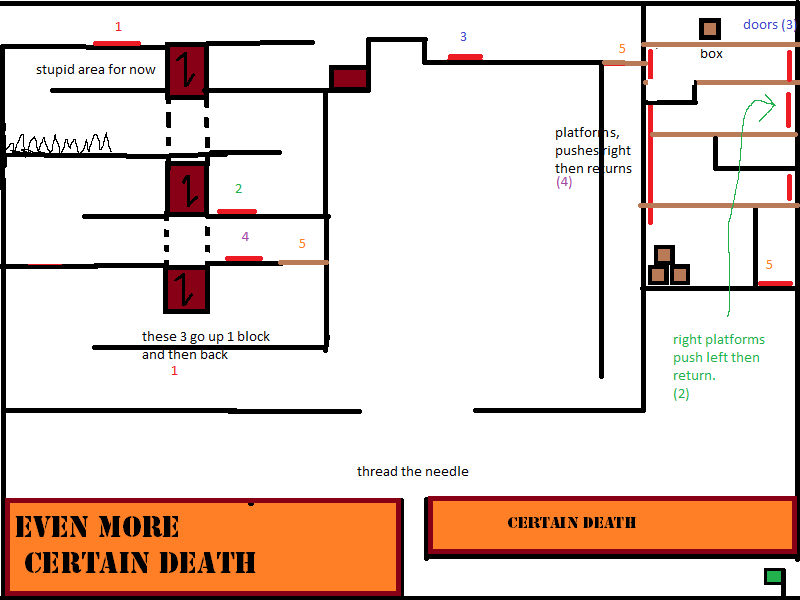 1
3
5
doors (3)
box
stupid area for now
platforms,
pushes right
then returns
(4)
2
4
5
5
these 3 go up 1 block
and then back
1
right platforms
push left then
return.
(2)
thread the needle
EVEN MORE
CERTAIN DEATH
CERTAIN DEATH